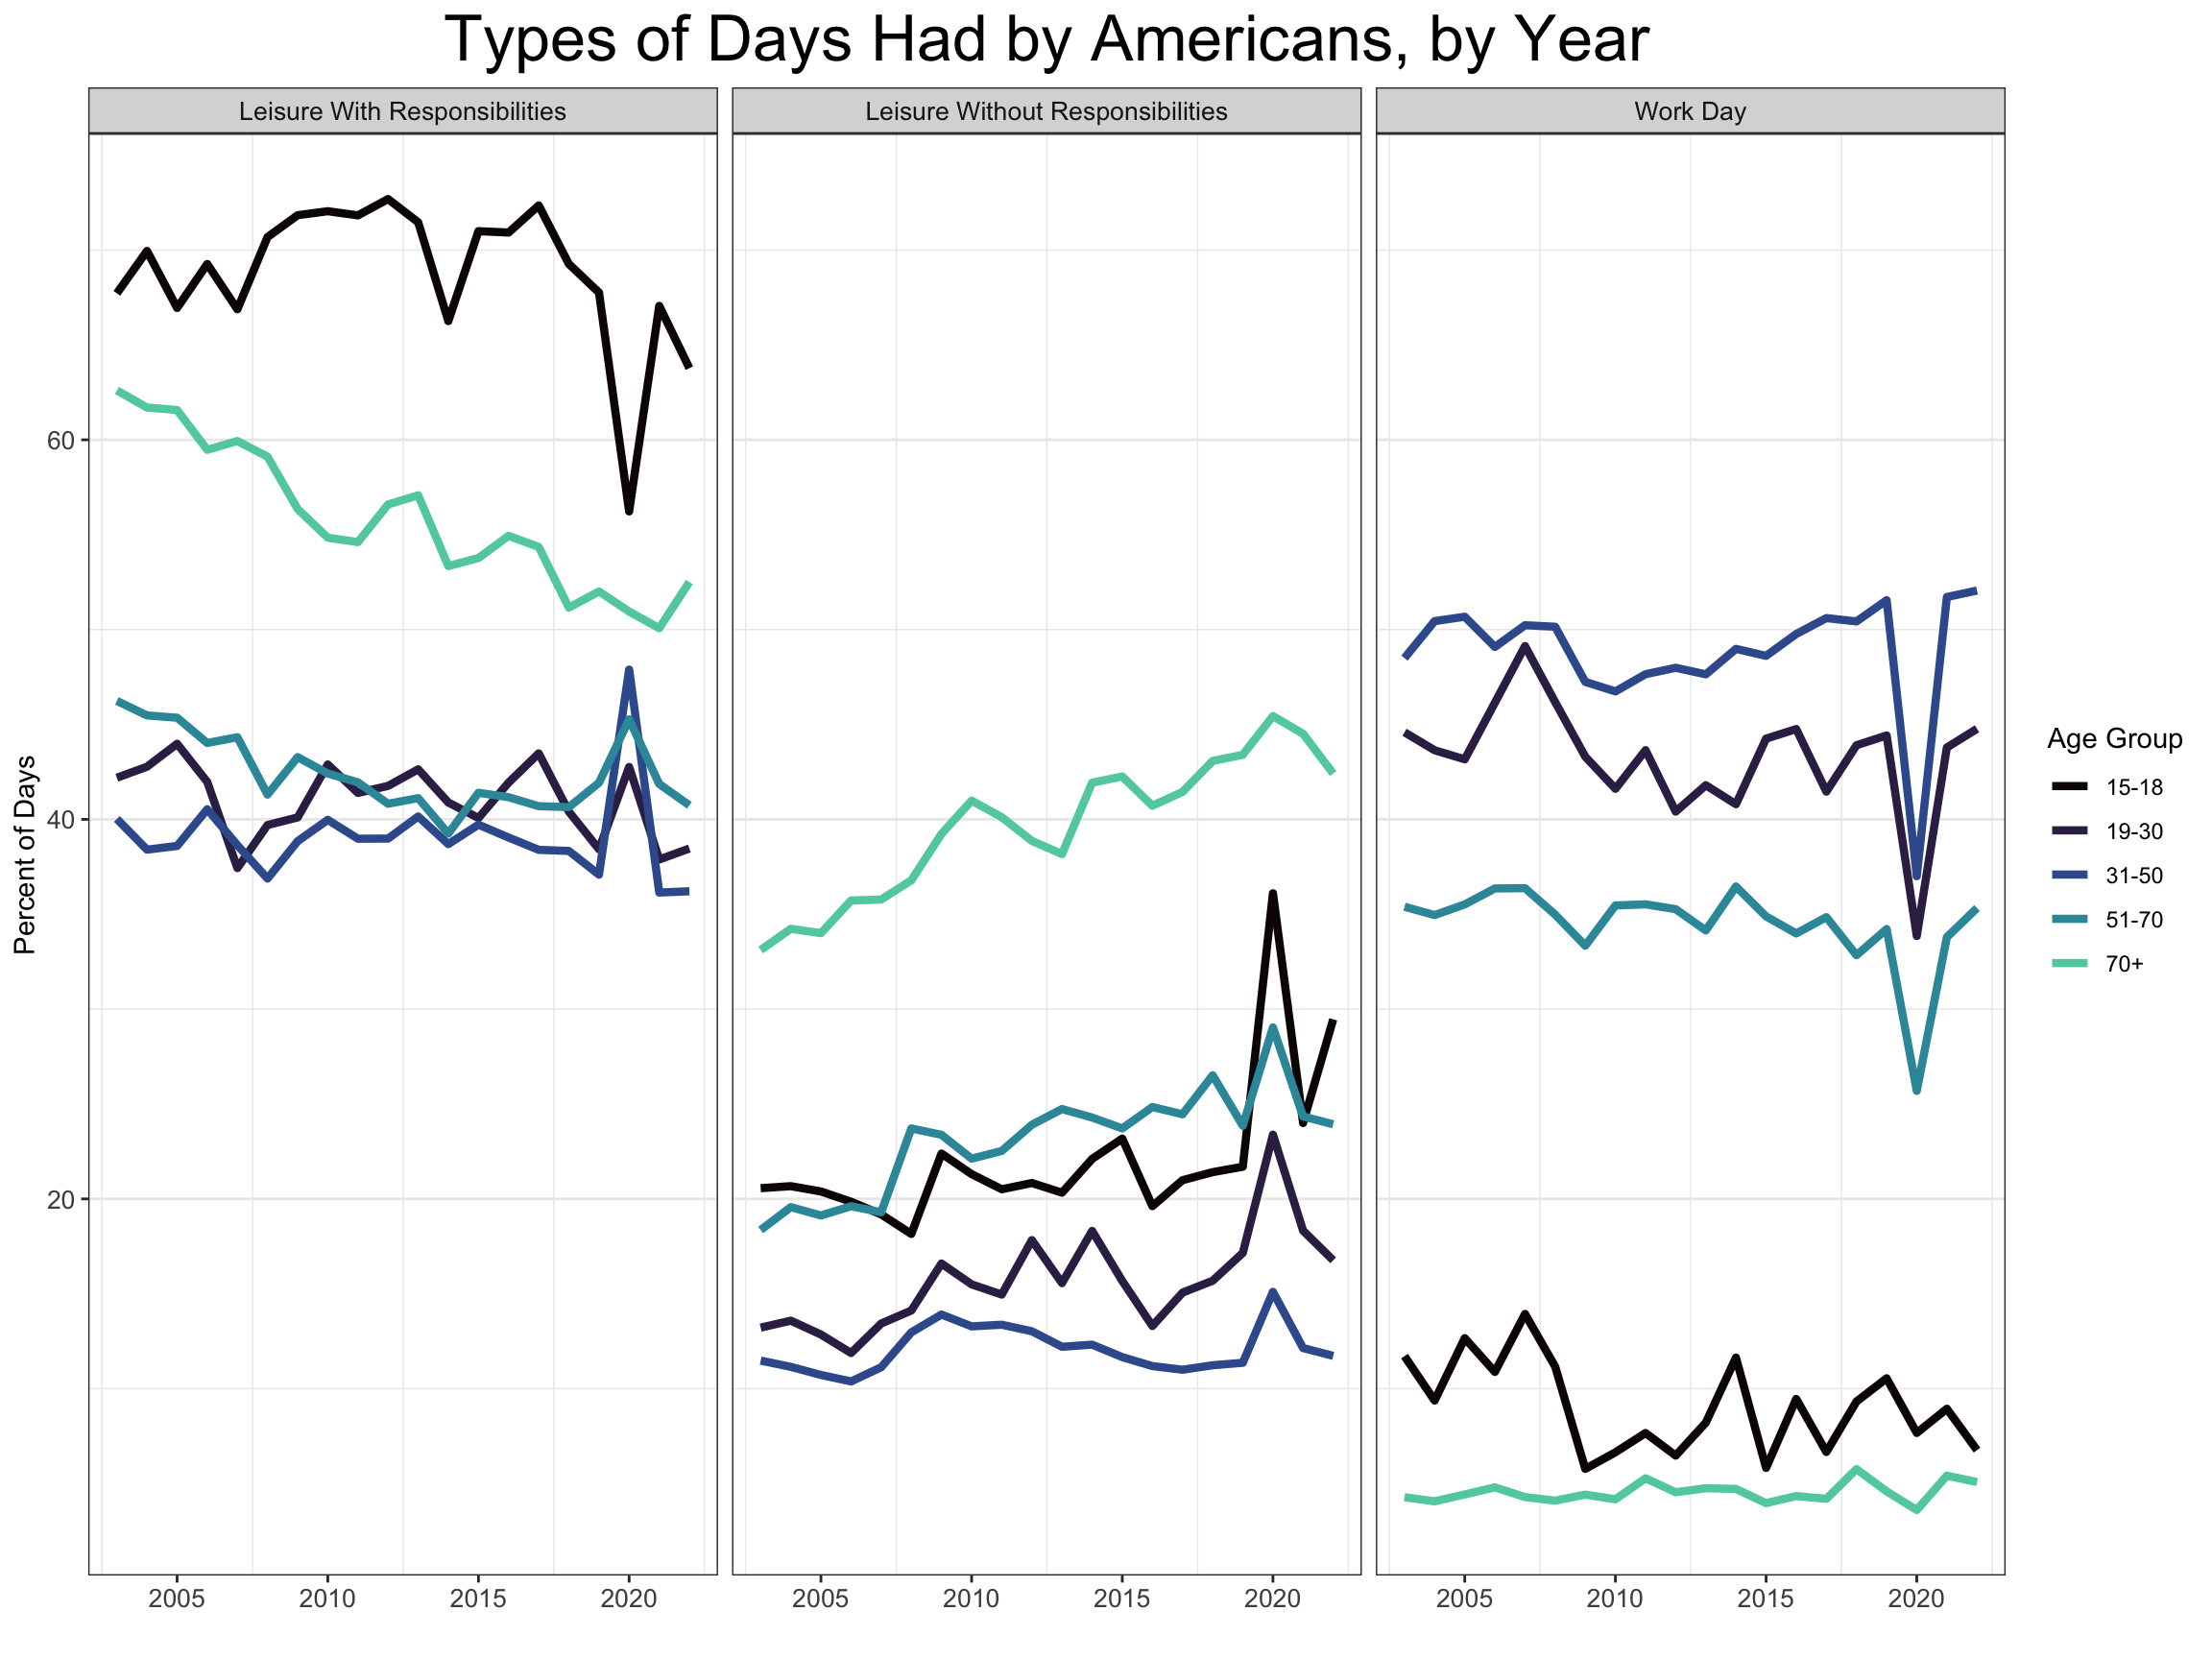 Types of Days Had by Americans, by Year
Leisure With Responsibilities
Leisure Without Responsibilities
Work Day
Percent of Days
60
40
20
2005 2010 2015 2020
2005 2010 2015 2020
2005 2010 2015 2020
Age Group
15-18
19-30
31-50
51-70
70+